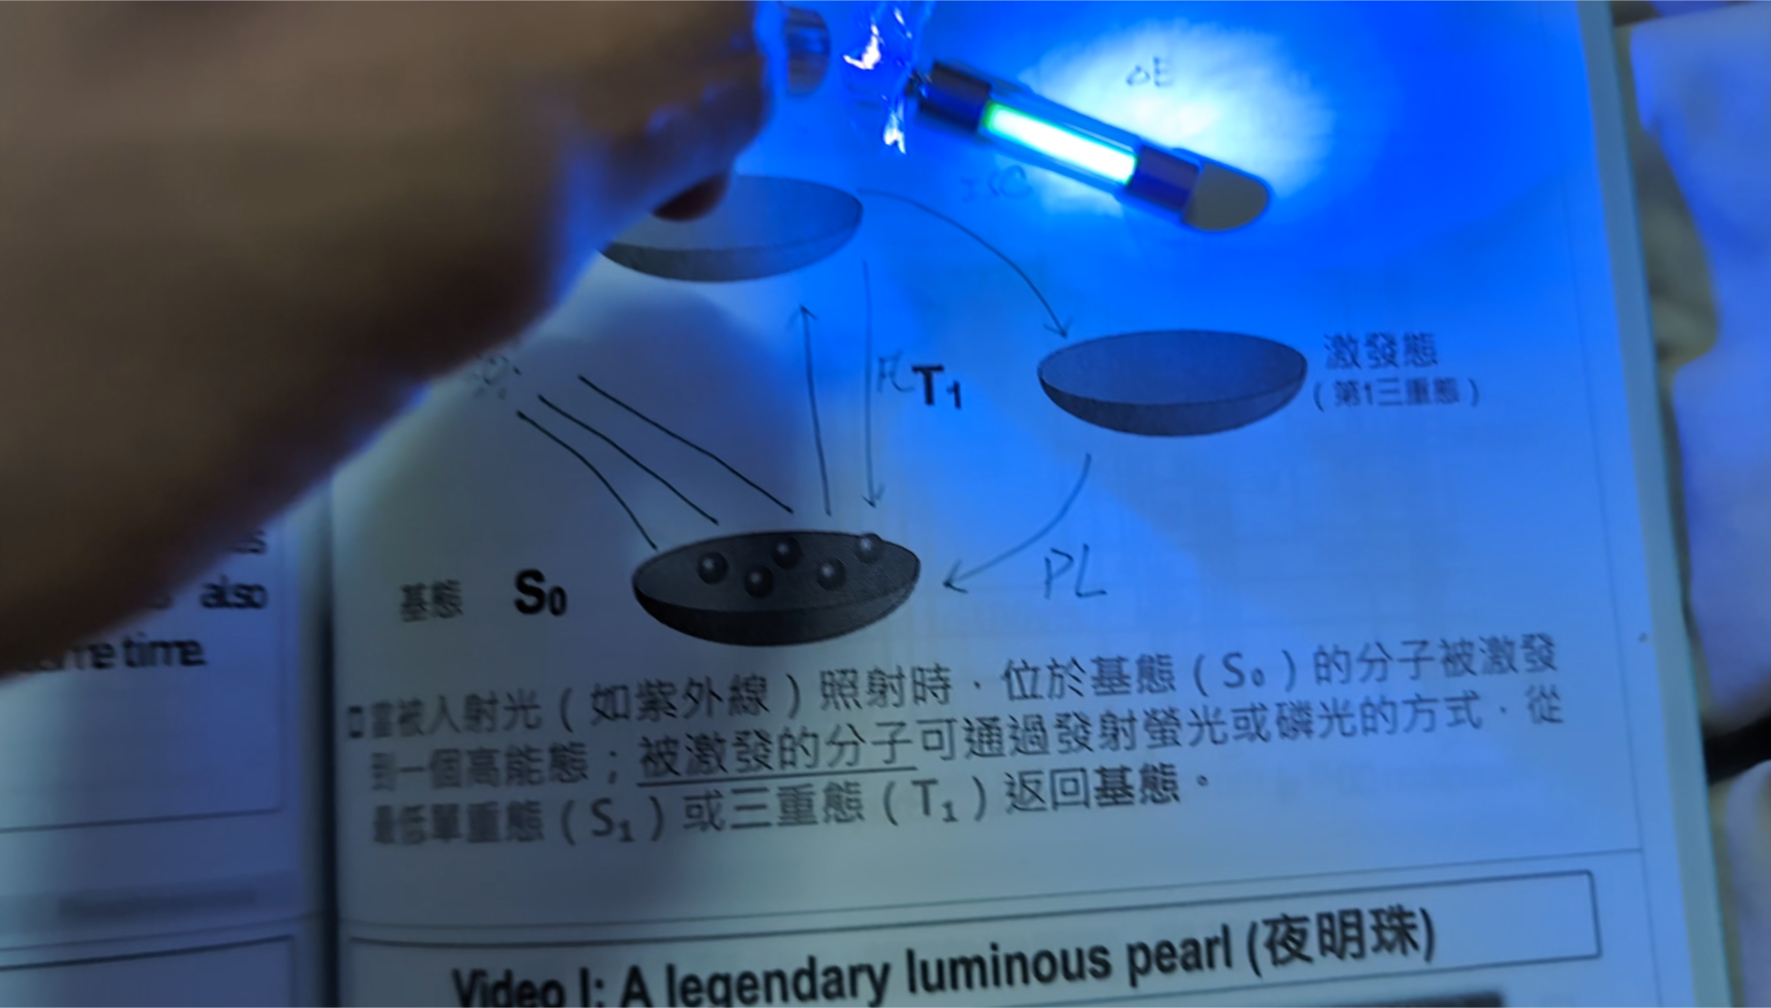 ΔE
ISC
FL
T₁
激發態
(第1三重態)
基態 S₀
PL
also
time.
□當被入射光(如紫外線)照射時,位於基態(S₀)的分子被激發
到一個高能態;被激發的分子可通過發射螢光或磷光的方式,從
最低單重態(S₁)或三重態(T₁)返回基態。
Video I: A legendary luminous pearl (夜明珠)